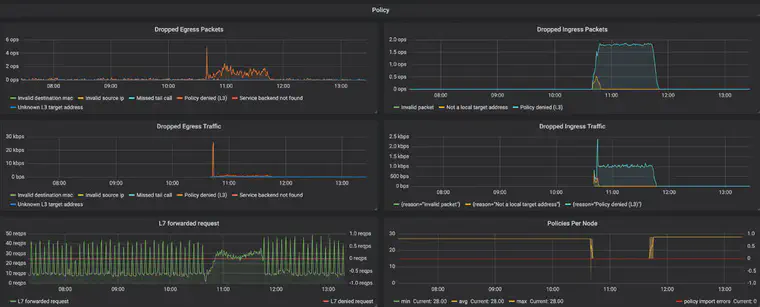 Policy
Dropped Egress Packets
6 ops
4 ops
2 ops
0 ops
08:00 09:00 10:00 11:00 12:00 13:00
Invalid destination mac Invalid source ip Missed tail call Policy denied (L3) Service backend not found
Unknown L3 target address
Dropped Ingress Packets
2.0 ops
1.5 ops
1.0 ops
0.5 ops
0 ops
08:00 09:00 10:00 11:00 12:00 13:00
Invalid packet Not a local target address Policy denied (L3)
Dropped Egress Traffic
30 kbps
20 kbps
10 kbps
0 bps
08:00 09:00 10:00 11:00 12:00 13:00
Invalid destination mac Invalid source ip Missed tail call Policy denied (L3) Service backend not found
Unknown L3 target address
Dropped Ingress Traffic
2.5 kbps
2.0 kbps
1.5 kbps
1.0 kbps
500 bps
0 bps
08:00 09:00 10:00 11:00 12:00 13:00
{reason="Invalid packet"} {reason="Not a local target address"} {reason="Policy denied (L3)"}
L7 forwarded request
50 reqps 1.0 reqps
40 reqps 0.5 reqps
30 reqps 0 reqps
20 reqps
10 reqps -0.5 reqps
0 reqps -1.0 reqps
08:00 09:00 10:00 11:00 12:00 13:00
L7 forwarded request L7 denied request
Policies Per Node
30 1.0
0.5
20 0
-0.5
10 -1.0
08:00 09:00 10:00 11:00 12:00 13:00
min Current: 28.00 avg Current: 28.00 max Current: 28.00 policy import errors Current: 0